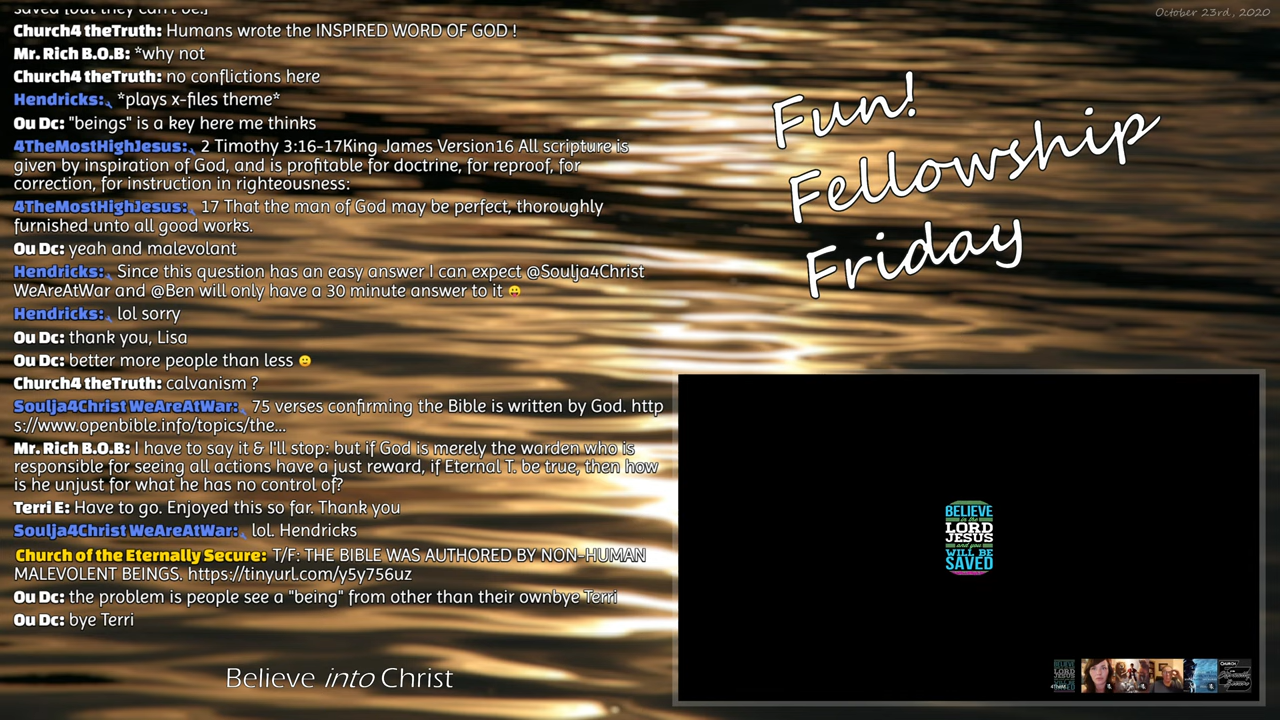 saved [but they can't be.]
October 23rd, 2020
Church4 theTruth: Humans wrote the INSPIRED WORD OF GOD !
Mr. Rich B.O.B: *why not
Church4 theTruth: no conflictions here
Hendricks: *plays x-files theme*
Ou Dc: "beings" is a key here me thinks
4TheMostHighJesus: 2 Timothy 3:16-17King James Version16 All scripture is
given by inspiration of God, and is profitable for doctrine, for reproof, for
correction, for instruction in righteousness:
4TheMostHighJesus: 17 That the man of God may be perfect, thoroughly
furnished unto all good works.
Ou Dc: yeah and malevolant
Hendricks: Since this question has an easy answer I can expect @Soulja4Christ
WeAreAtWar and @Ben will only have a 30 minute answer to it 😛
Hendricks: lol sorry
Ou Dc: thank you, Lisa
Ou Dc: better more people than less 🙂
Church4 theTruth: calvanism ?
Soulja4Christ WeAreAtWar: 75 verses confirming the Bible is written by God. http
s://www.openbible.info/topics/the...
Mr. Rich B.O.B: I have to say it & I'll stop: but if God is merely the warden who is
responsible for seeing all actions have a just reward, if Eternal T. be true, then how
is he unjust for what he has no control of?
Terri E: Have to go. Enjoyed this so far. Thank you
Soulja4Christ WeAreAtWar: lol. Hendricks
Church of the Eternally Secure: T/F: THE BIBLE WAS AUTHORED BY NON-HUMAN
MALEVOLENT BEINGS. https://tinyurl.com/y5y756uz
Ou Dc: the problem is people see a "being" from other than their ownbye Terri
Ou Dc: bye Terri
Believe into Christ
Fun!
Fellowship
Friday
BELIEVE
in the
LORD
JESUS
and you
WILL BE
SAVED